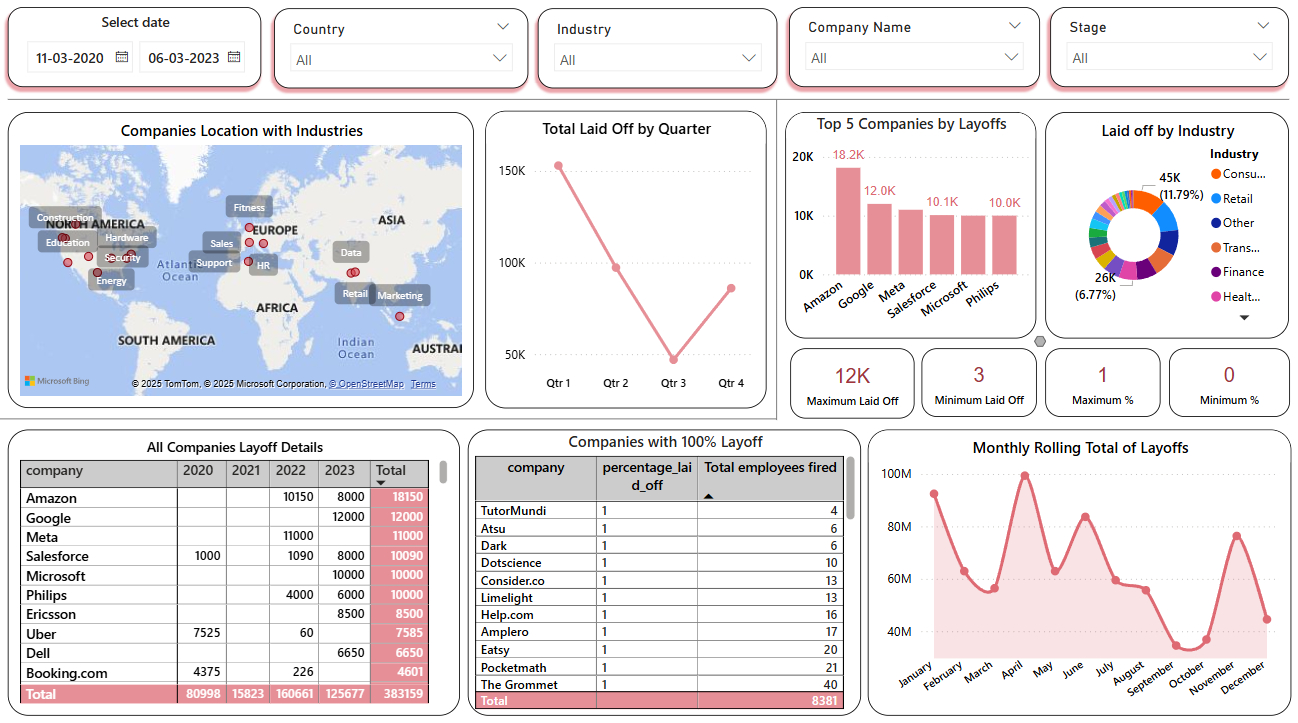 Select date
11-03-2020
06-03-2023
Country
All
Industry
All
Company Name
All
Stage
All
Companies Location with Industries
Construction
NORTH AMERICA
Education
Hardware
Security
Energy
Fitness
EUROPE
Sales
Support
HR
ASIA
Data
Retail
Marketing
Atlantic
Ocean
AFRICA
SOUTH AMERICA
Indian
Ocean
AUSTRAL
Microsoft Bing
© 2025 TomTom, © 2025 Microsoft Corporation, © OpenStreetMap Terms
Total Laid Off by Quarter
150K
100K
50K
Qtr 1 Qtr 2 Qtr 3 Qtr 4
Top 5 Companies by Layoffs
20K
10K
0K
18.2K
12.0K
10.1K
10.0K
Amazon
Google
Meta
Salesforce
Microsoft
Philips
Laid off by Industry
45K
(11.79%)
26K
(6.77%)
Industry
Consu...
Retail
Other
Trans...
Finance
Healt...
12K
Maximum Laid Off
3
Minimum Laid Off
1
Maximum %
0
Minimum %
All Companies Layoff Details
company 2020 2021 2022 2023 Total
Amazon 10150 8000 18150
Google 12000 12000
Meta 11000 11000
Salesforce 1000 1090 8000 10090
Microsoft 10000 10000
Philips 4000 6000 10000
Ericsson 8500 8500
Uber 7525 60 7585
Dell 6650 6650
Booking.com 4375 226 4601
Total 80998 15823 160661 125677 383159
Companies with 100% Layoff
company percentage_lai Total employees fired
d_off
TutorMundi 1 4
Atsu 1 6
Dark 1 6
Dotscience 1 10
Consider.co 1 13
Limelight 1 13
Help.com 1 16
Amplero 1 17
Eatsy 1 20
Pocketmath 1 21
The Grommet 1 40
Total 8381
Monthly Rolling Total of Layoffs
100M
80M
60M
40M
January
February
March
April
May
June
July
August
September
October
November
December